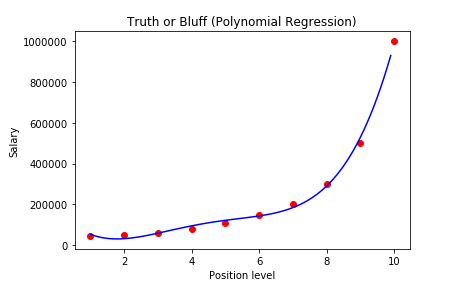 Truth or Bluff (Polynomial Regression)
1000000
800000
600000
400000
200000
0
Salary
2 4 6 8 10
Position level